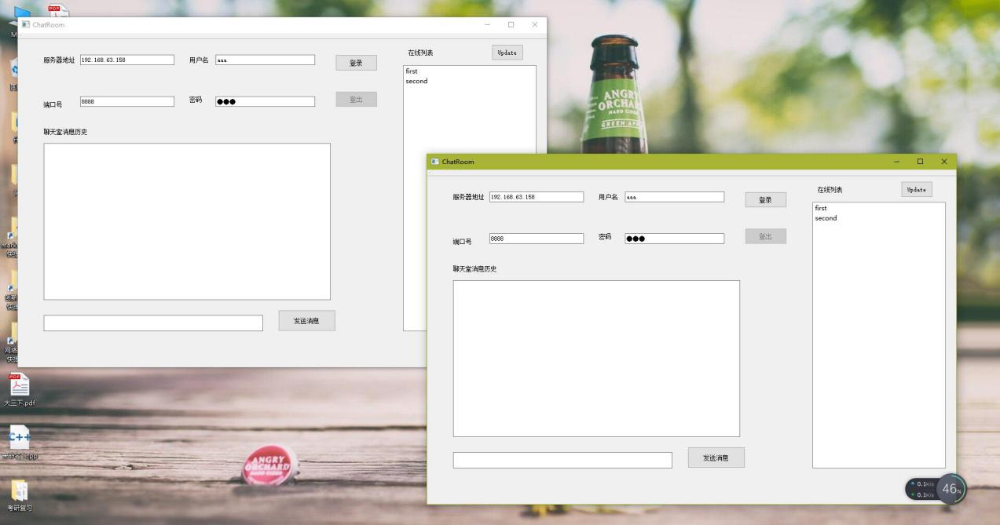 ChatRoom
服务器地址
192.168.63.158
用户名
aaa
登录
在线列表
Update
first
second
端口号
8888
密码
●●●
登出
聊天室消息历史
发送消息
ChatRoom
服务器地址
192.168.63.158
用户名
aaa
登录
在线列表
Update
first
second
端口号
8888
密码
●●●
登出
聊天室消息历史
发送消息
ANGRY
ORCHARD
HARD CIDER
GREEN APP
ANGRY
ORCHARD
HARD CIDER
PDF
PDF
大三下.pdf
C++
考研复习
0.1K/s
0.1K/s
46%